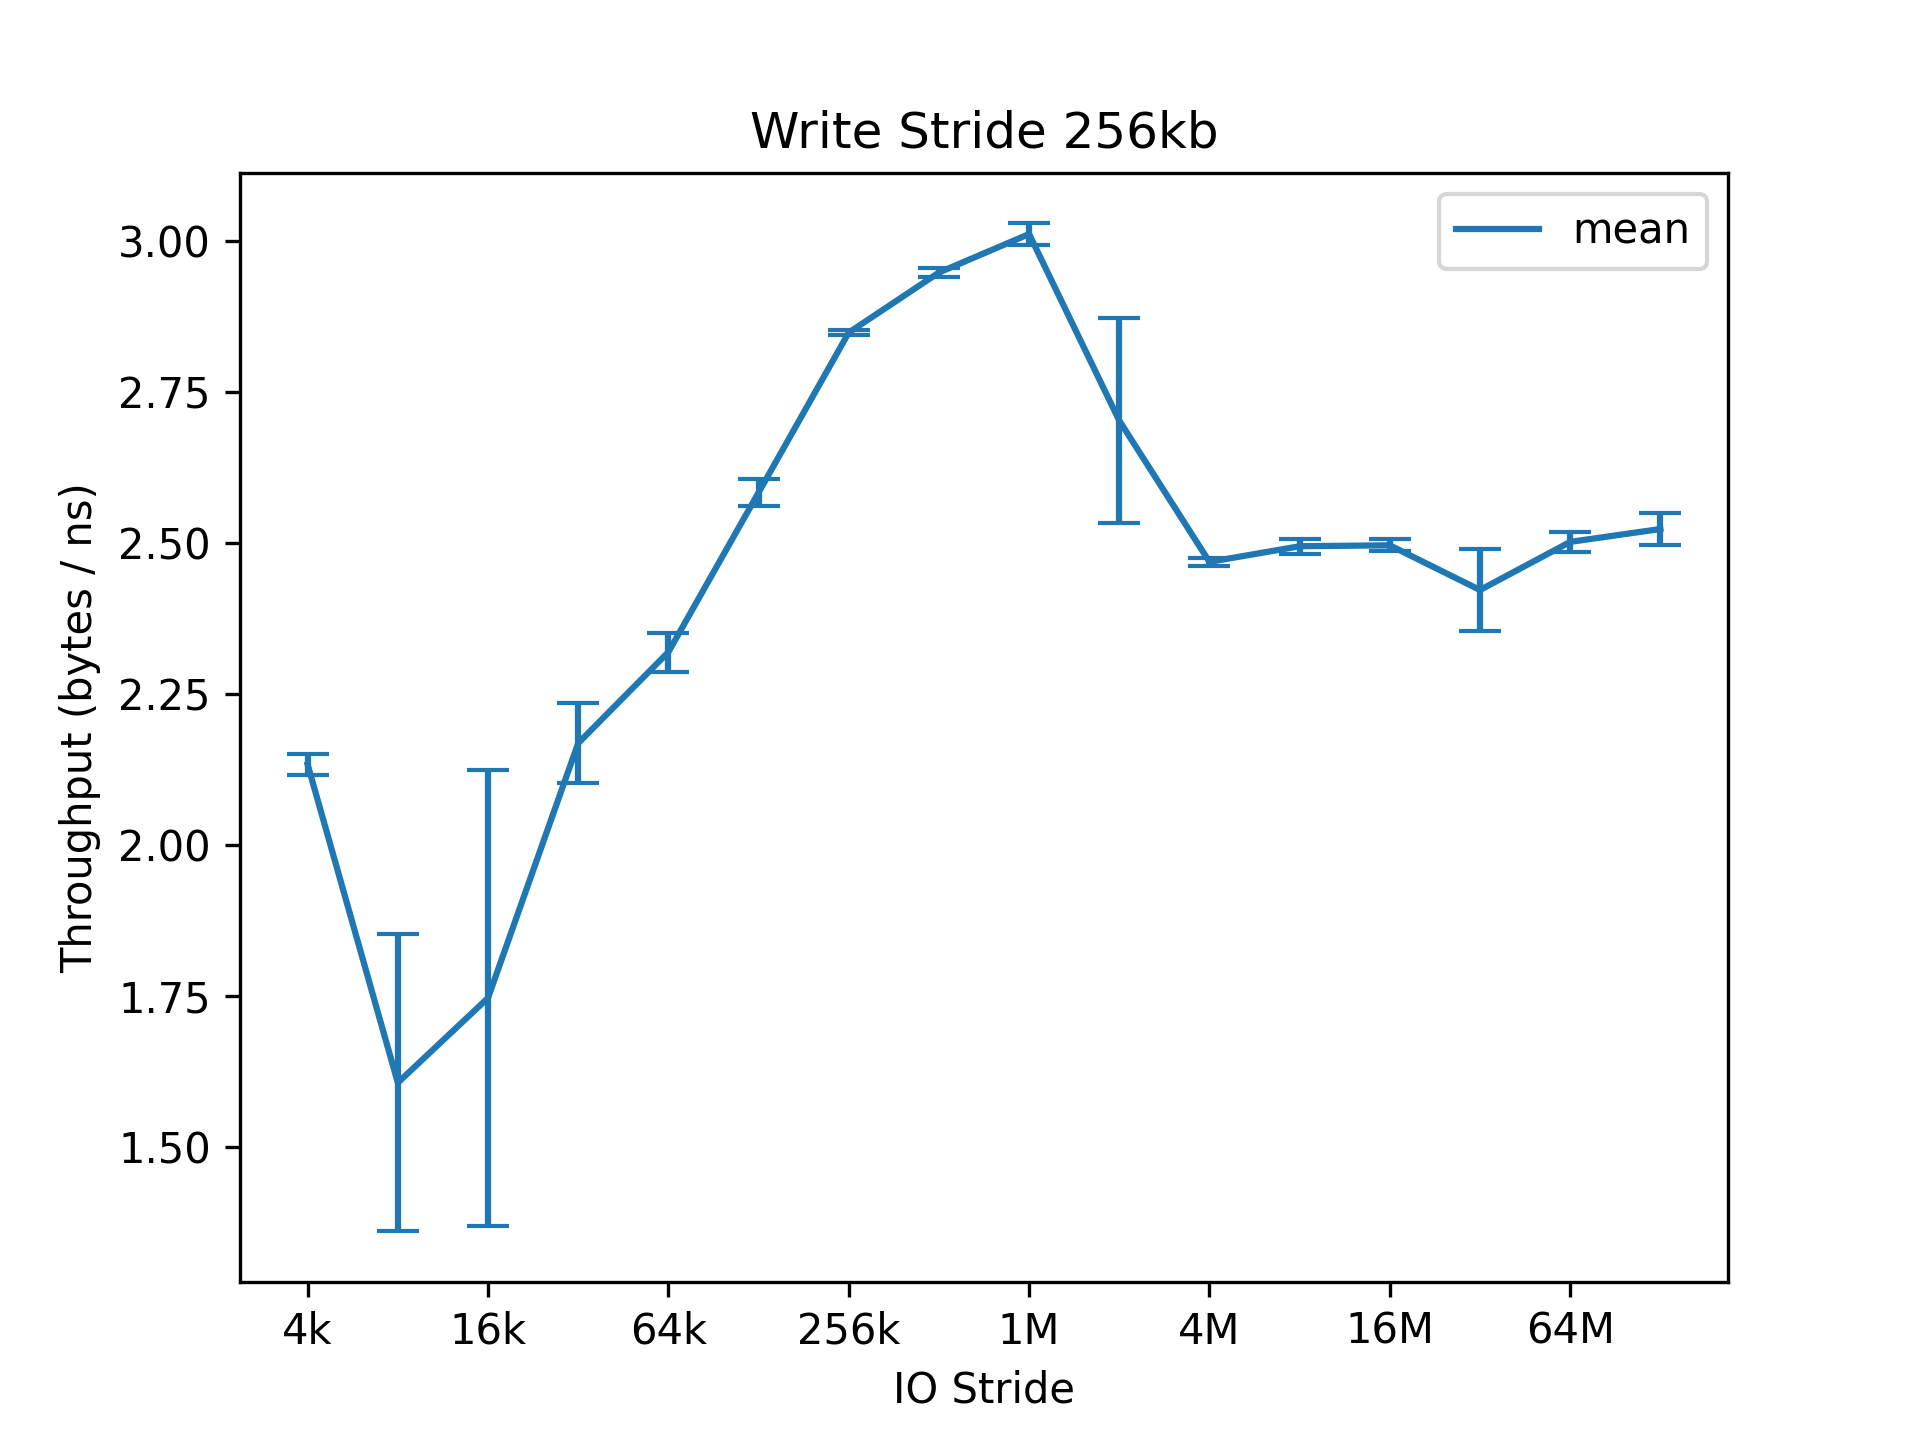 Write Stride 256kb
mean
Throughput (bytes / ns)
3.00
2.75
2.50
2.25
2.00
1.75
1.50
4k 16k 64k 256k 1M 4M 16M 64M
IO Stride